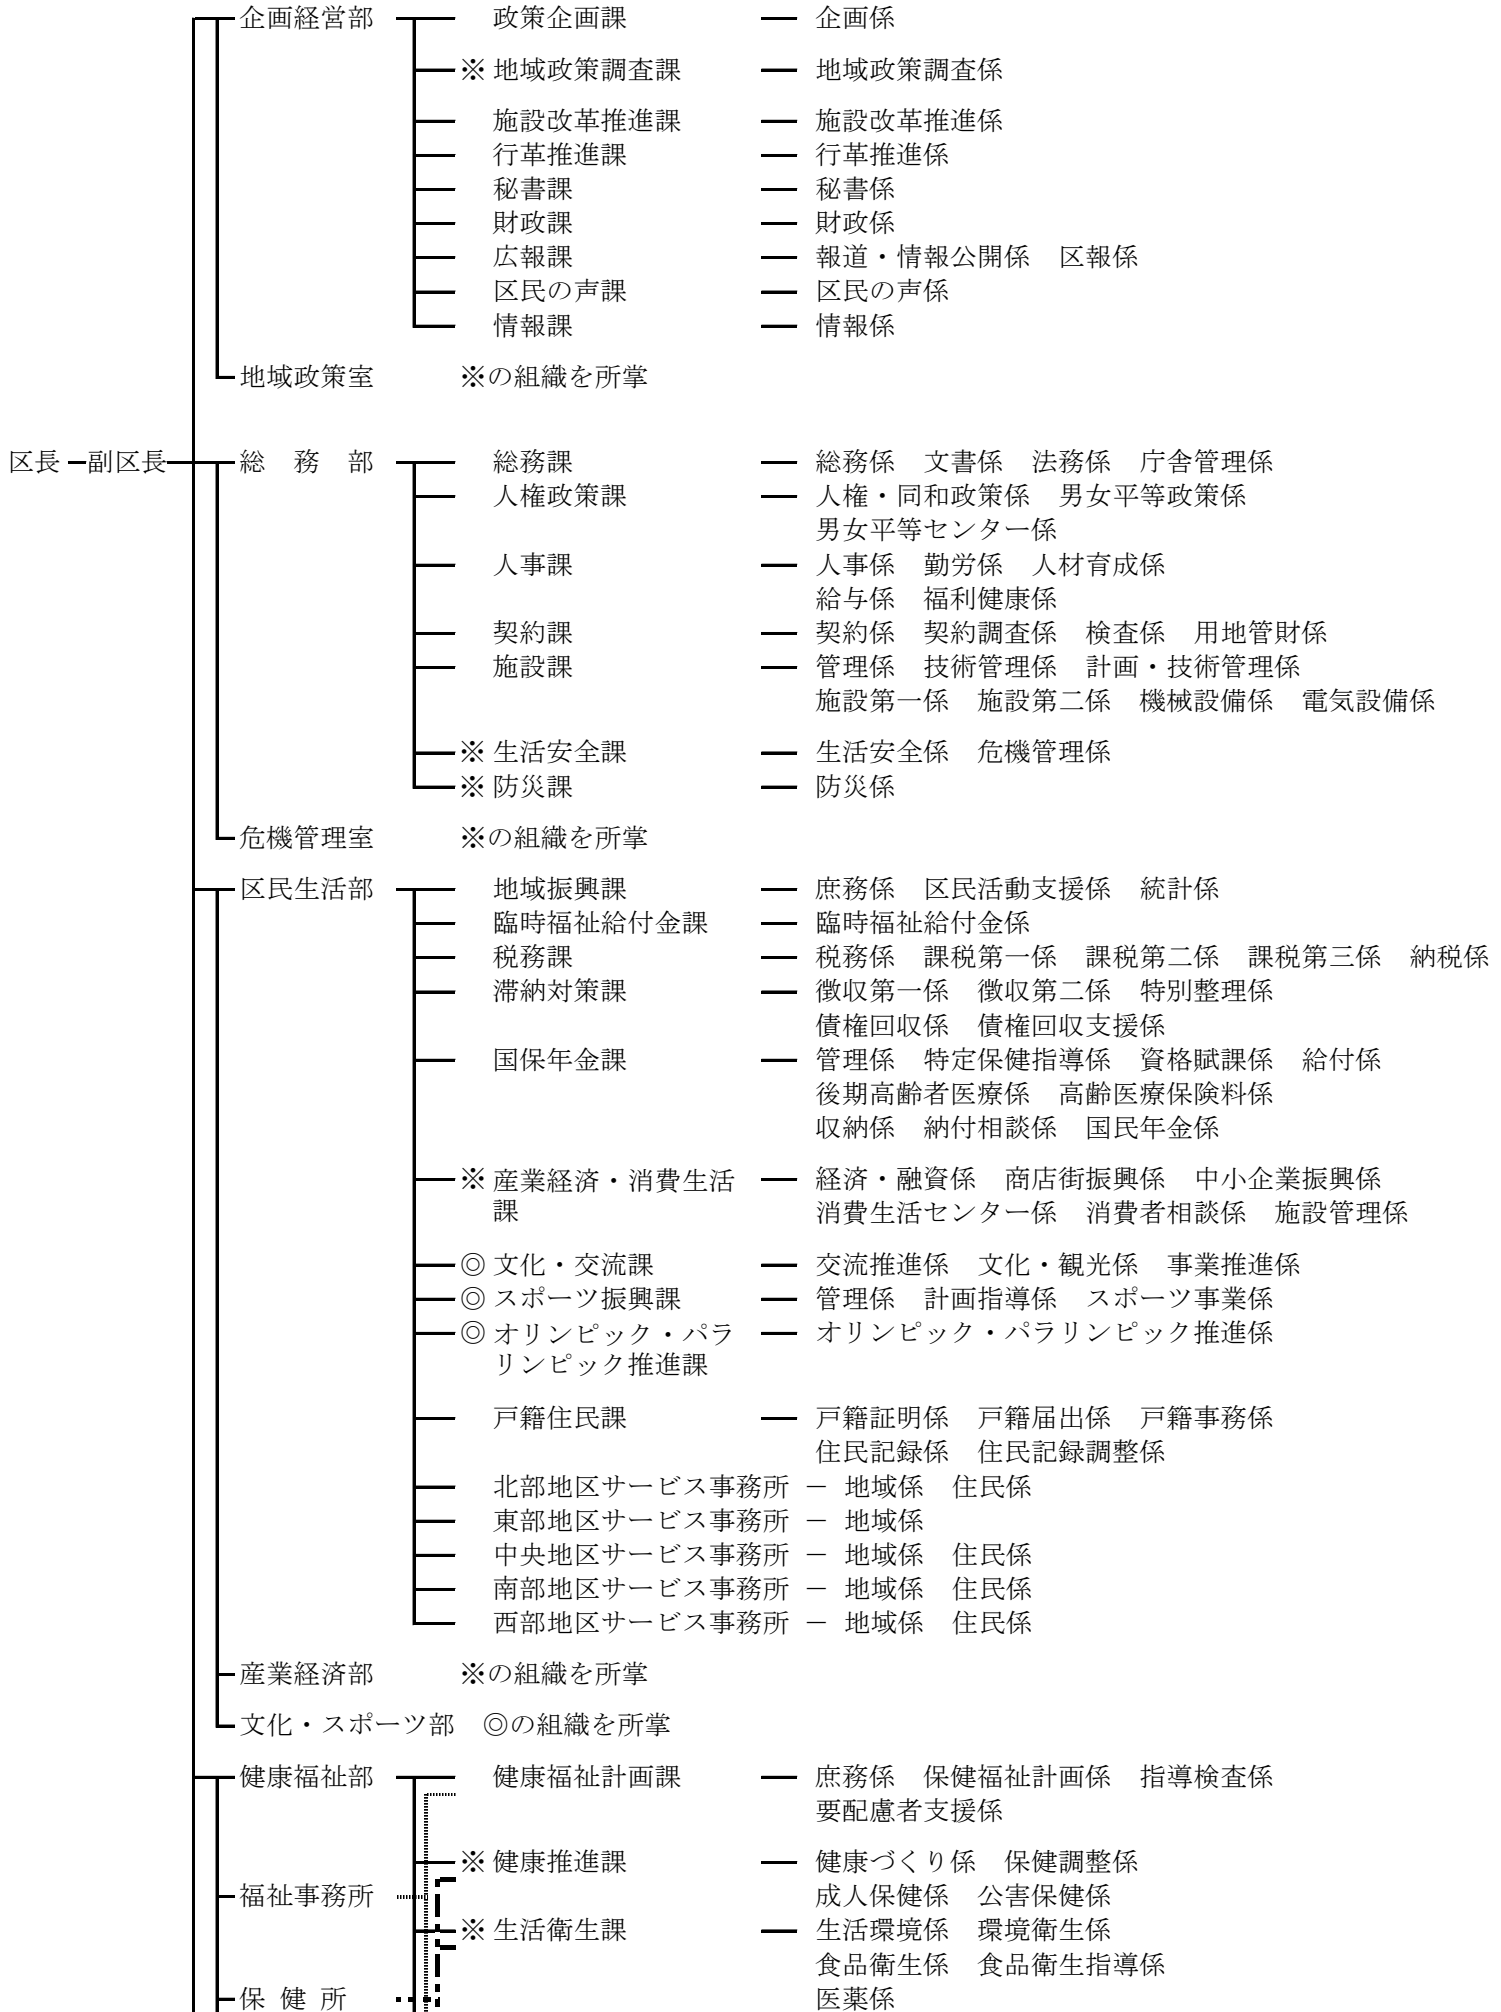 企画経営部 政策企画課 企画係
※ 地域政策調査課 地域政策調査係
施設改革推進課 施設改革推進係
行革推進課 行革推進係
秘書課 秘書係
財政課 財政係
広報課 報道・情報公開係 区報係
区民の声課 区民の声係
情報課 情報係
地域政策室 ※の組織を所掌
区長 副区長 総務部 総務課 総務係 文書係 法務係 庁舎管理係
人権政策課 人権・同和政策係 男女平等政策係
男女平等センター係
人事課 人事係 勤労係 人材育成係
給与係 福利健康係
契約課 契約係 契約調査係 検査係 用地管財係
施設課 管理係 技術管理係 計画・技術管理係
施設第一係 施設第二係 機械設備係 電気設備係
※ 生活安全課 生活安全係 危機管理係
※ 防災課 防災係
危機管理室 ※の組織を所掌
区民生活部 地域振興課 庶務係 区民活動支援係 統計係
臨時福祉給付金課 臨時福祉給付金係
税務課 税務係 課税第一係 課税第二係 課税第三係 納税係
滞納対策課 徴収第一係 徴収第二係 特別整理係
債権回収係 債権回収支援係
国保年金課 管理係 特定保健指導係 資格賦課係 給付係
後期高齢者医療係 高齢医療保険料係
収納係 納付相談係 国民年金係
※ 産業経済・消費生活 経済・融資係 商店街振興係 中小企業振興係
課 消費生活センター係 消費者相談係 施設管理係
◎ 文化・交流課 交流推進係 文化・観光係 事業推進係
◎ スポーツ振興課 管理係 計画指導係 スポーツ事業係
◎ オリンピック・パラ オリンピック・パラリンピック推進係
リンピック推進課
戸籍住民課 戸籍証明係 戸籍届出係 戸籍事務係
住民記録係 住民記録調整係
北部地区サービス事務所 － 地域係 住民係
東部地区サービス事務所 － 地域係
中央地区サービス事務所 － 地域係 住民係
南部地区サービス事務所 － 地域係 住民係
西部地区サービス事務所 － 地域係 住民係
産業経済部 ※の組織を所掌
文化・スポーツ部 ◎の組織を所掌
健康福祉部 健康福祉計画課 庶務係 保健福祉計画係 指導検査係
要配慮者支援係
※ 健康推進課 健康づくり係 保健調整係
福祉事務所 成人保健係 公害保健係
※ 生活衛生課 生活環境係 環境衛生係
食品衛生係 食品衛生指導係
保健所 医薬係